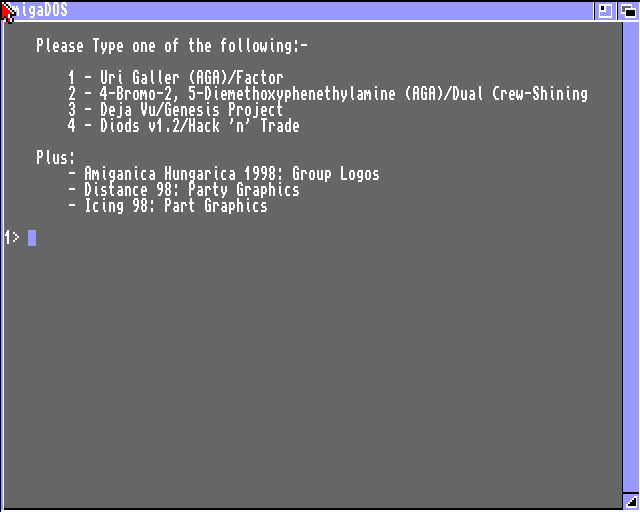 AmigaDOS
Please Type one of the following:-
1 - Uri Galler (AGA)/Factor
2 - 4-Bromo-2, 5-Diemethoxyphenethylamine (AGA)/Dual Crew-Shining
3 - Deja Vu/Genesis Project
4 - Diods v1.2/Hack 'n' Trade
Plus:
- Amiganica Hungarica 1998: Group Logos
- Distance 98: Party Graphics
- Icing 98: Part Graphics
1>